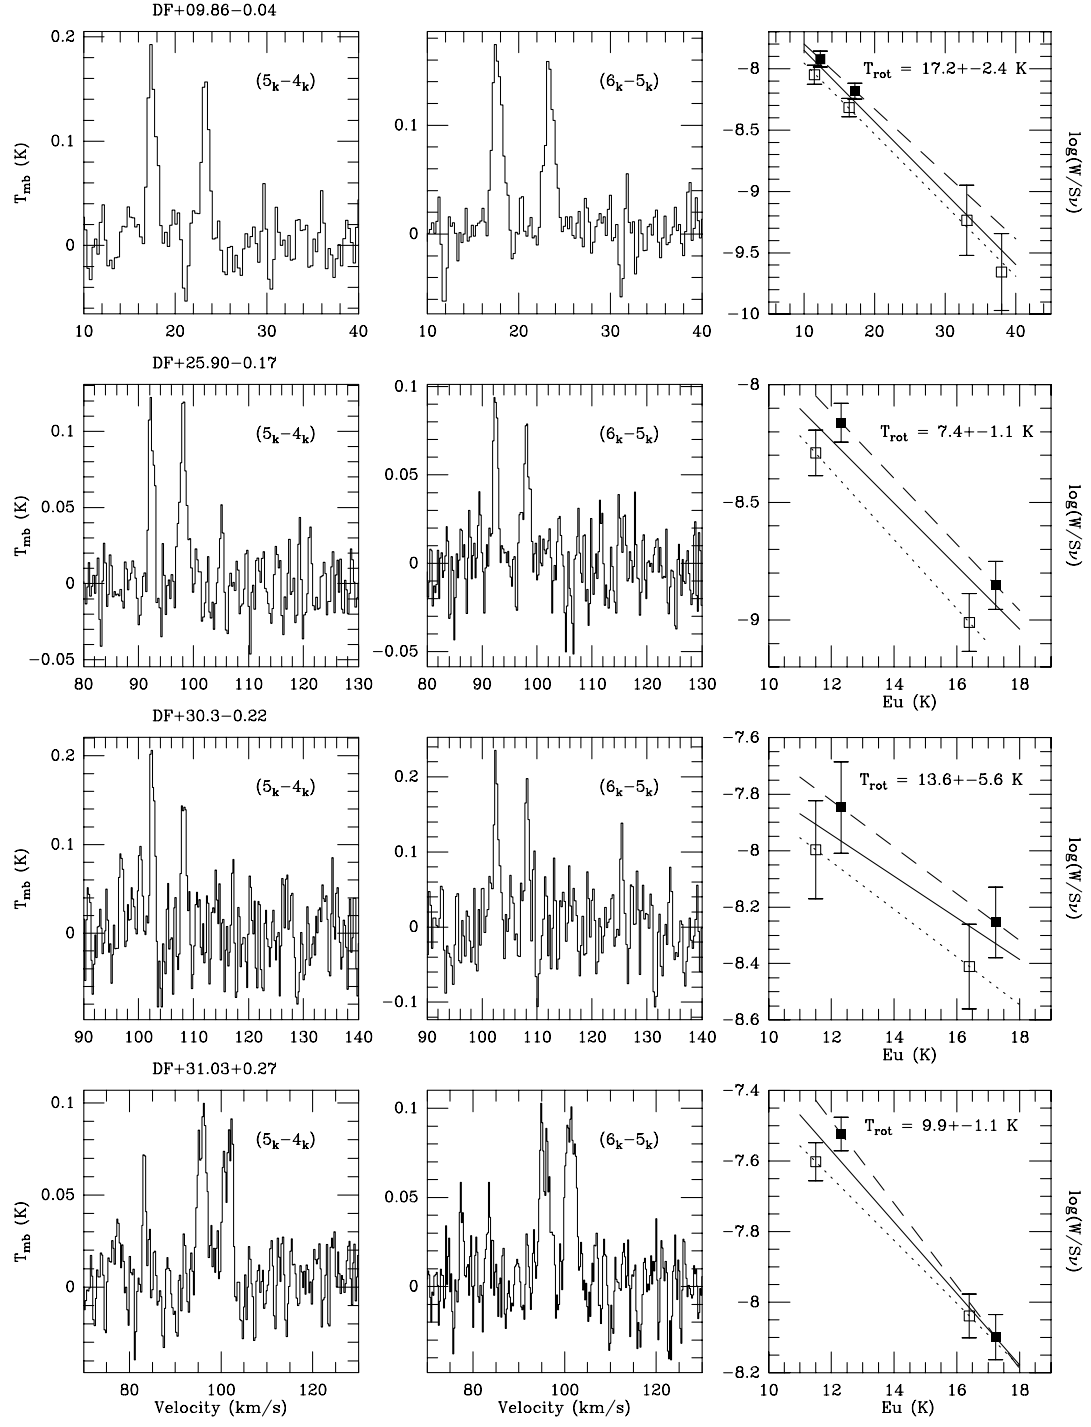 DF+09.86−0.04
T_mb (K)
0.2
0.1
0
(5_k−4_k)
10 20 30 40
0.1
0
(6_k−5_k)
10 20 30 40
T_rot = 17.2+−2.4 K
−8
−8.5
−9
−9.5
−10
20 30 40
log(W/Sν)
DF+25.90−0.17
T_mb (K)
0.1
0.05
0
−0.05
(5_k−4_k)
80 90 100 110 120 130
0.1
0.05
0
−0.05
(6_k−5_k)
80 90 100 110 120 130
T_rot = 7.4+−1.1 K
−8
−8.5
−9
10 12 14 16 18
Eu (K)
log(W/Sν)
DF+30.3−0.22
T_mb (K)
0.2
0.1
0
(5_k−4_k)
90 100 110 120 130 140
0.2
0.1
0
−0.1
(6_k−5_k)
90 100 110 120 130 140
T_rot = 13.6+−5.6 K
−7.6
−7.8
−8
−8.2
−8.4
−8.6
10 12 14 16 18
Eu (K)
log(W/Sν)
DF+31.03+0.27
T_mb (K)
0.1
0.05
0
(5_k−4_k)
80 100 120
Velocity (km/s)
0.1
0.05
0
(6_k−5_k)
80 100 120
Velocity (km/s)
T_rot = 9.9+−1.1 K
−7.4
−7.6
−7.8
−8
−8.2
10 12 14 16 18
Eu (K)
log(W/Sν)